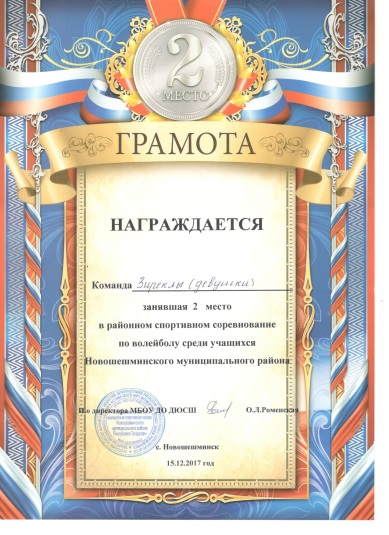 2
МЕСТО
ГРАМОТА
НАГРАЖДАЕТСЯ
Команда Зиреклы (девушки)
занявшая 2 место
в районном спортивном соревнование
по волейболу среди учащихся
Новошешминского муниципального района
И.о директора МБОУ ДО ДЮСШ О.Л.Роменская
с. Новошешминск
15.12.2017 год